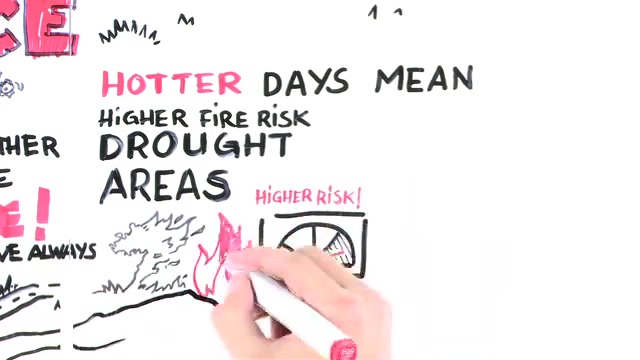 CE
HOTTER DAYS MEAN
HIGHER FIRE RISK
DROUGHT
AREAS
THER
E
E!
VE ALWAYS
HIGHER RISK!